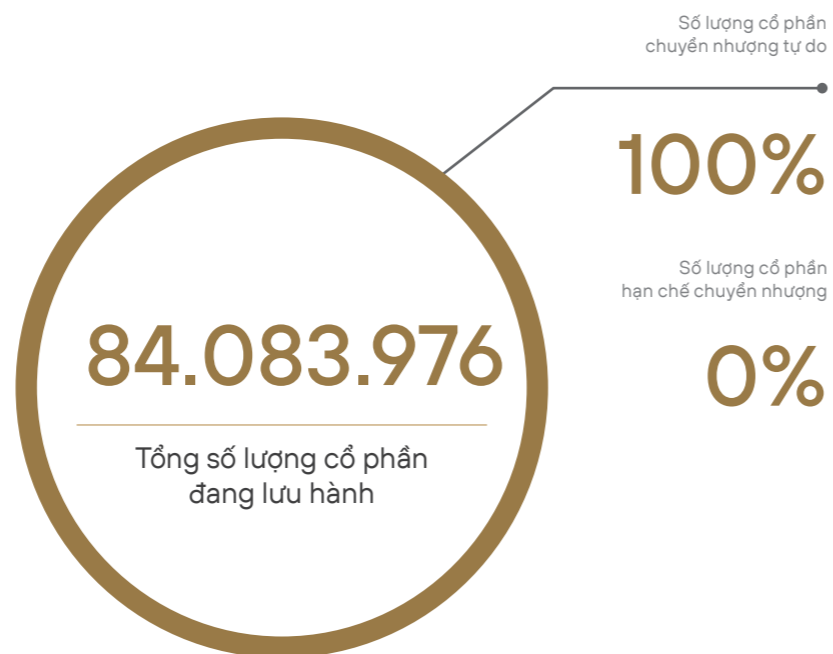 Số lượng cổ phần
chuyển nhượng tự do
100%
Số lượng cổ phần
hạn chế chuyển nhượng
0%
84.083.976
Tổng số lượng cổ phần
đang lưu hành